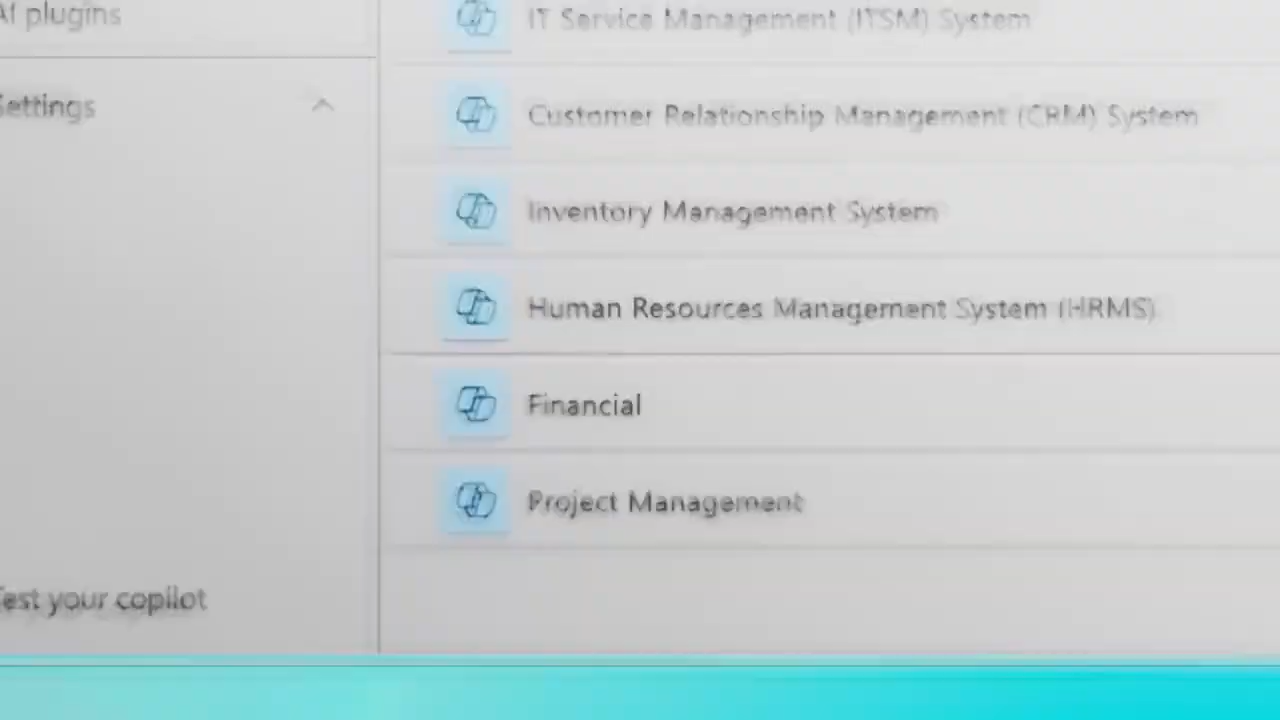 AI plugins
IT Service Management (ITSM) System
Settings
Customer Relationship Management (CRM) System
Inventory Management System
Human Resources Management System (HRMS)
Financial
Project Management
Test your copilot